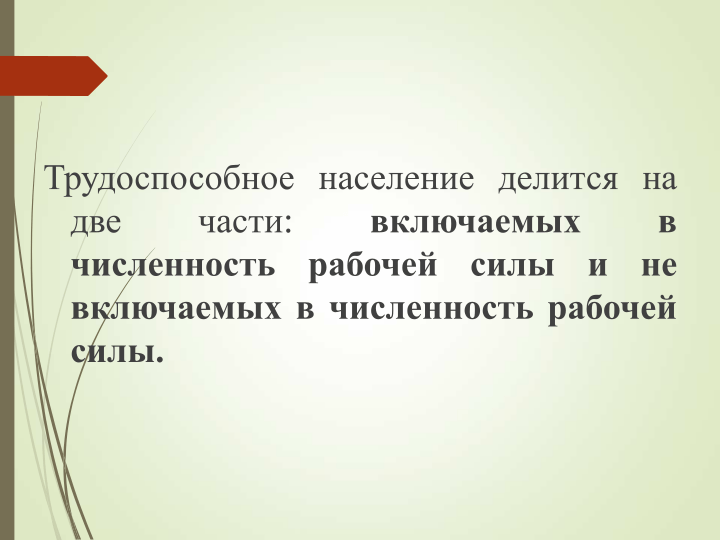 Трудоспособное население делится на
две части: включаемых в
численность рабочей силы и не
включаемых в численность рабочей
силы.